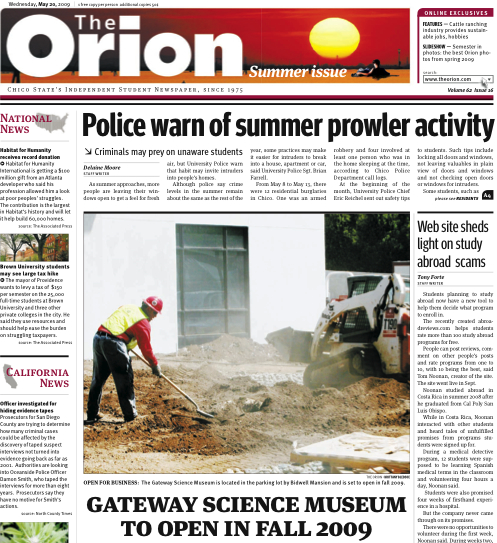 Wednesday, May 20, 2009
1 free copy per person additional copies 50¢
The
Orion
Summer issue
CHICO STATE'S INDEPENDENT STUDENT NEWSPAPER, SINCE 1975
ONLINE EXCLUSIVES
FEATURES — Cattle ranching
industry provides sustain-
able jobs, hobbies
SLIDESHOW — Semester in
photos: the best Orion pho-
tos from spring 2009
search:
www.theorion.com
Volume 62 Issue 16
NATIONAL
NEWS
Habitat for Humanity
receives record donation
Habitat for Humanity
International is getting a $100
million gift from an Atlanta
developer who said his
profession allowed him a look
at poor peoples' struggles.
The contribution is the largest
in Habitat's history and will let
it help build 60,000 homes.
source: The Associated Press
Brown University students
may see large tax hike
The mayor of Providence
wants to levy a tax of $150
per semester on the 25,000
full-time students at Brown
University and three other
private colleges in the city. He
said they use resources and
should help ease the burden
on struggling taxpayers.
source: The Associated Press
CALIFORNIA
NEWS
Officer investigated for
hiding evidence tapes
Prosecutors for San Diego
County are trying to determine
how many criminal cases
could be affected by the
discovery of taped suspect
interviews not turned into
evidence going back as far as
2001. Authorities are looking
into Oceanside Police Officer
Damon Smith, who taped the
interviews for more than eight
years. Prosecutors say they
have no motive for Smith's
actions.
source: North County Times
Police warn of summer prowler activity
Criminals may prey on unaware students
Delaine Moore
STAFF WRITER
As summer approaches, more
people are leaving their win-
dows open to get a feel for fresh
air, but University Police warn
that habit may invite intruders
into people's homes.
Although police say crime
levels in the summer remain
about the same as the rest of the
year, some practices may make
it easier for intruders to break
into a house, apartment or car,
said University Police Sgt. Brian
Farrell.
From May 8 to May 15, there
were 12 residential burglaries
in Chico. One was an armed
robbery and four involved at
least one person who was in
the home sleeping at the time,
according to Chico Police
Department call logs.
At the beginning of the
month, University Police Chief
Eric Reichel sent out safety tips
to students. Such tips include
locking all doors and windows,
not leaving valuables in plain
view of doors and windows
and not checking open doors
or windows for intruders.
Some students, such as
please see RESIDENTS A4
OPEN FOR BUSINESS: The Gateway Science Museum is located in the parking lot by Bidwell Mansion and is set to open in fall 2009.
GATEWAY SCIENCE MUSEUM
TO OPEN IN FALL 2009
Web site sheds
light on study
abroad scams
Tony Forte
STAFF WRITER
Students planning to study
abroad now have a new tool to
help them decide what program
to enroll in.
The recently created abroa-
dreviews.com helps students
rate more than 100 study abroad
programs for free.
People can post reviews, com-
ment on other people's posts
and rate programs from one to
10, with 10 being the best, said
Tom Noonan, creator of the site.
The site went live in Sept.
Noonan studied abroad in
Costa Rica in summer 2008 after
he graduated from Cal Poly San
Luis Obispo.
While in Costa Rica, Noonan
interacted with other students
and heard tales of unfulfilled
promises from programs stu-
dents were signed up for.
During a medical degree
program, 12 students were sup-
posed to be learning Spanish
medical terms in the classroom
and volunteering four hours a
day, Noonan said.
Students were also promised
four weeks of firsthand experi-
ence in a hospital.
But the company never came
through on its promises.
There were no opportunities to
volunteer during the first week,
Noonan said. During weeks two,